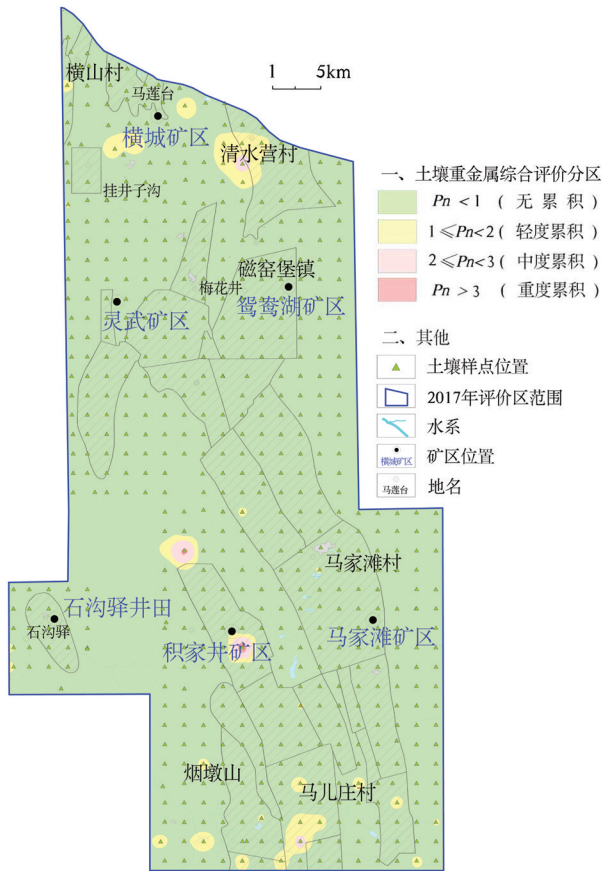 横山村
马莲台
横城矿区
清水营村
挂井子沟
磁窑堡镇
梅花井
鸳鸯湖矿区
灵武矿区
马家滩村
石沟驿井田
石沟驿
积家井矿区
马家滩矿区
烟墩山
马儿庄村
1 5km
一、土壤重金属综合评价分区
Pn <1 ( 无 累 积 )
1 ≤Pn<2 ( 轻度累积 )
2 ≤Pn<3 ( 中度累积 )
Pn >3 ( 重度累积 )
二、其他
土壤样点位置
2017年评价区范围
水系
横城矿区 矿区位置
马莲台 地名